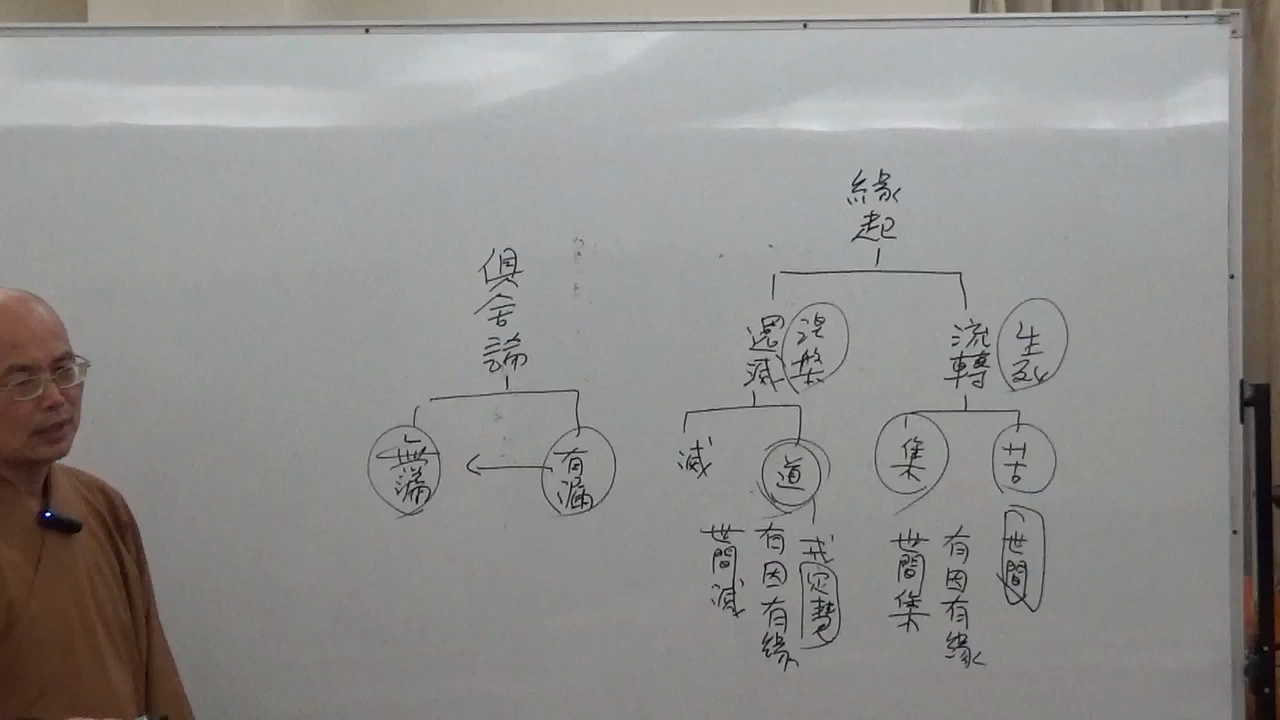 緣起
流轉
生死
還滅
涅槃
苦
集
道
滅
世間
有因有緣
世間集
戒定慧
有因有緣
世間滅
俱舍論
有漏
無漏